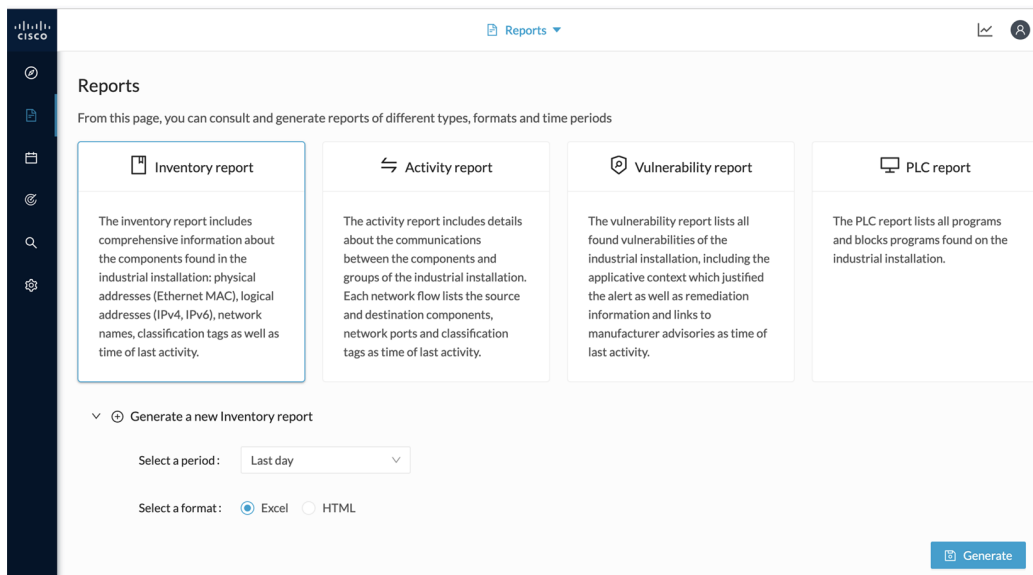 CISCO
Reports
Reports
From this page, you can consult and generate reports of different types, formats and time periods
Inventory report
The inventory report includes
comprehensive information about
the components found in the
industrial installation: physical
addresses (Ethernet MAC), logical
addresses (IPv4, IPv6), network
names, classification tags as well as
time of last activity.
Activity report
The activity report includes details
about the communications
between the components and
groups of the industrial installation.
Each network flow lists the source
and destination components,
network ports and classification
tags as time of last activity.
Vulnerability report
The vulnerability report lists all
found vulnerabilities of the
industrial installation, including the
applicative context which justified
the alert as well as remediation
information and links to
manufacturer advisories as time of
last activity.
PLC report
The PLC report lists all programs
and blocks programs found on the
industrial installation.
Generate a new Inventory report
Select a period: Last day
Select a format: Excel HTML
Generate